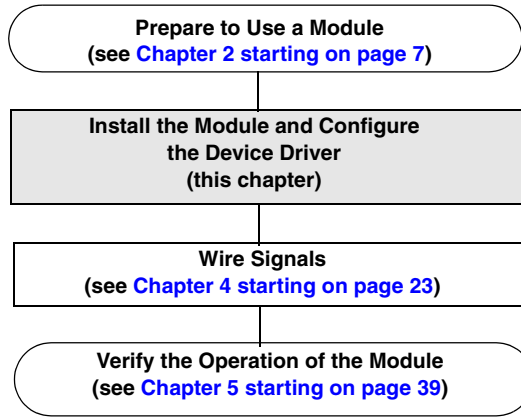 Prepare to Use a Module
(see Chapter 2 starting on page 7)
Install the Module and Configure
the Device Driver
(this chapter)
Wire Signals
(see Chapter 4 starting on page 23)
Verify the Operation of the Module
(see Chapter 5 starting on page 39)